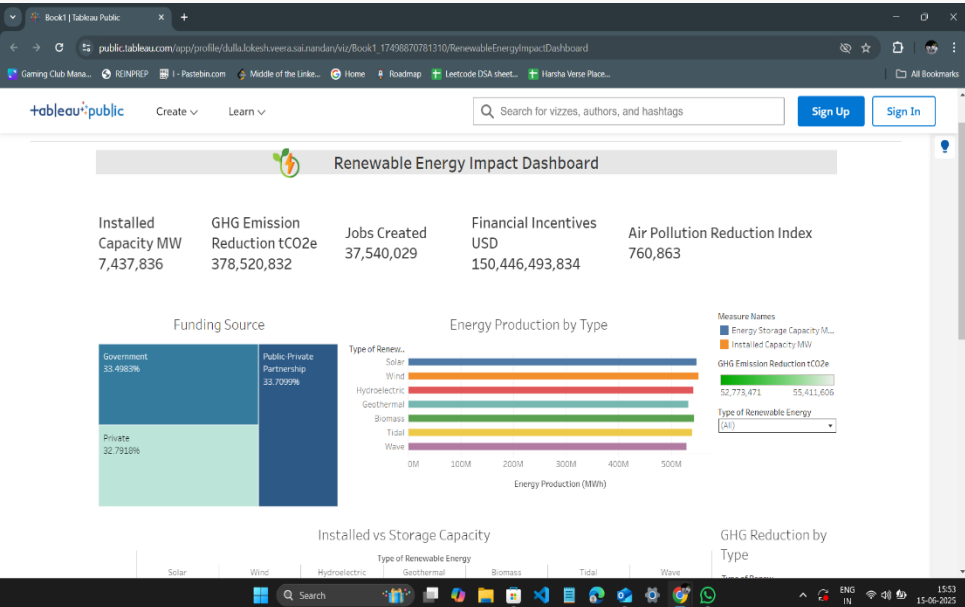 Book1 | Tableau Public
public.tableau.com/app/profile/dulla.lokesh.veera.sai.nandan/viz/Book1_17498870781310/RenewableEnergyImpactDashboard
Gaming Club Mana... REINPREP I - Pastebin.com Middle of the Linke... Home Roadmap Leetcode DSA sheet... Harsha Verse Place... All Bookmarks
+ableau public Create Learn Search for vizzes, authors, and hashtags Sign Up Sign In
Renewable Energy Impact Dashboard
Installed
Capacity MW
7,437,836
GHG Emission
Reduction tCO2e
378,520,832
Jobs Created
37,540,029
Financial Incentives
USD
150,446,493,834
Air Pollution Reduction Index
760,863
Funding Source
Government
33.4983%
Public-Private
Partnership
33.7099%
Private
32.7918%
Energy Production by Type
Type of Renew..
Solar
Wind
Hydroelectric
Geothermal
Biomass
Tidal
Wave
0M 100M 200M 300M 400M 500M
Energy Production (MWh)
Measure Names
Energy Storage Capacity M...
Installed Capacity MW
GHG Emission Reduction tCO2e
52,773,471 55,411,606
Type of Renewable Energy
(All)
Installed vs Storage Capacity
Type of Renewable Energy
Solar Wind Hydroelectric Geothermal Biomass Tidal Wave
GHG Reduction by
Type
Search
ENG
IN
15:53
15-06-2025